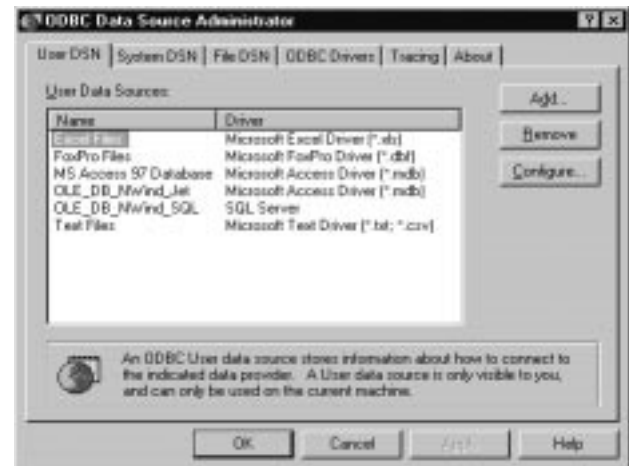 ODBC Data Source Administrator
User DSN System DSN File DSN ODBC Drivers Tracing About
User Data Sources:
Name Driver
Excel Files Microsoft Excel Driver (*.xls)
FoxPro Files Microsoft FoxPro Driver (*.dbf)
MS Access 97 Database Microsoft Access Driver (*.mdb)
OLE_DB_NWind_Jet Microsoft Access Driver (*.mdb)
OLE_DB_NWind_SQL SQL Server
Text Files Microsoft Text Driver (*.txt; *.csv)
Add...
Remove
Configure...
An ODBC User data source stores information about how to connect to
the indicated data provider. A User data source is only visible to you,
and can only be used on the current machine.
OK Cancel Apply Help